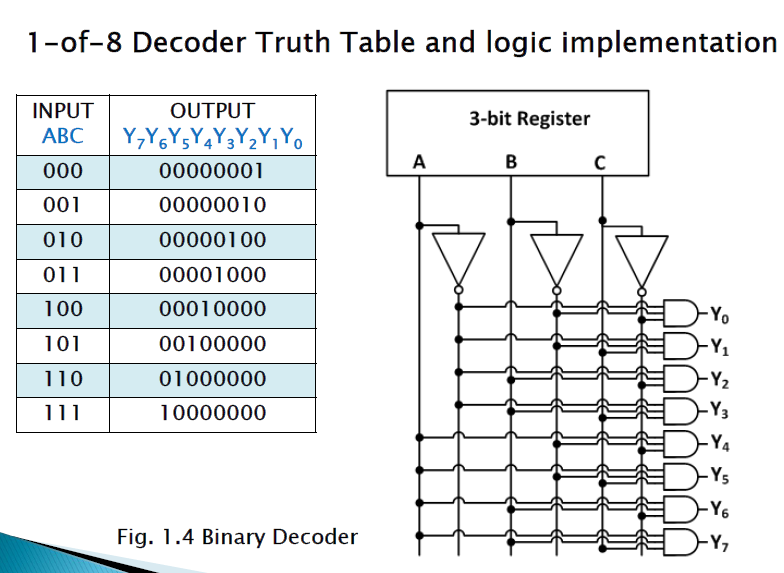 1-of-8 Decoder Truth Table and logic implementation
INPUT OUTPUT
ABC Y₇Y₆Y₅Y₄Y₃Y₂Y₁Y₀
000 00000001
001 00000010
010 00000100
011 00001000
100 00010000
101 00100000
110 01000000
111 10000000
3-bit Register
A B C
Y₀
Y₁
Y₂
Y₃
Y₄
Y₅
Y₆
Y₇
Fig. 1.4 Binary Decoder